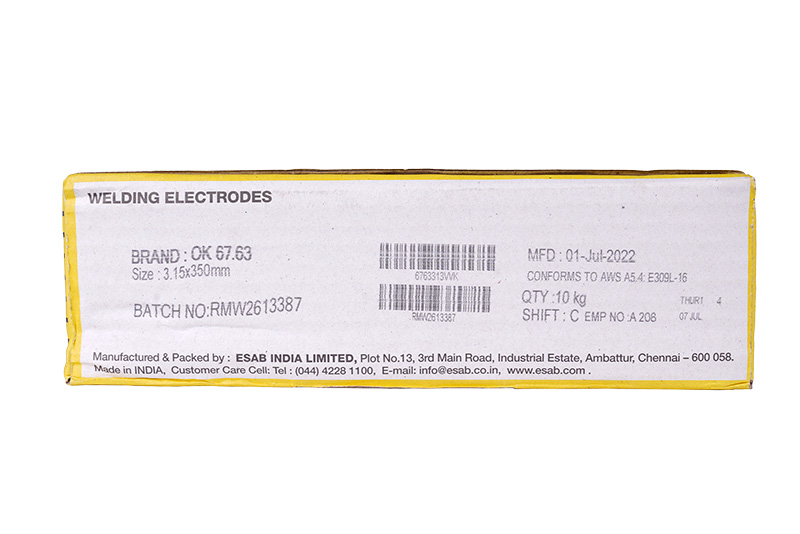 WELDING ELECTRODES
BRAND : OK 67.63
Size : 3.15x350mm
BATCH NO:RMW2613387
6763313VVK
RMW2613387
MFD : 01-Jul-2022
CONFORMS TO AWS A5.4: E309L-16
QTY : 10 kg
SHIFT : C EMP NO : A 208
THUR1 4
07 JUL
Manufactured & Packed by : ESAB INDIA LIMITED, Plot No.13, 3rd Main Road, Industrial Estate, Ambattur, Chennai – 600 058.
Made in INDIA, Customer Care Cell: Tel : (044) 4228 1100, E-mail: info@esab.co.in, www.esab.com .